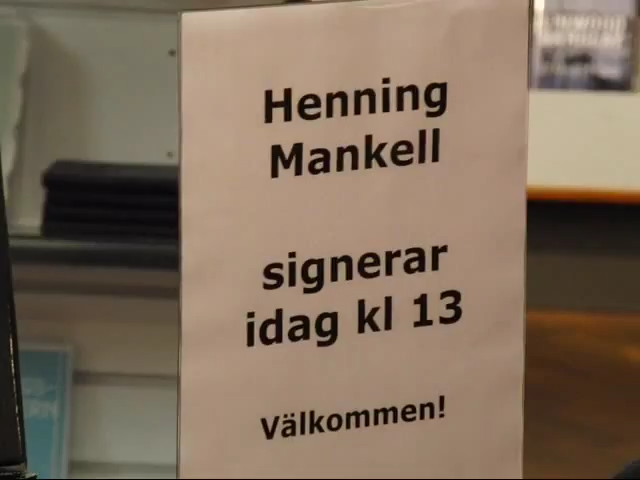 Henning
Mankell
signerar
idag kl 13
Välkommen!